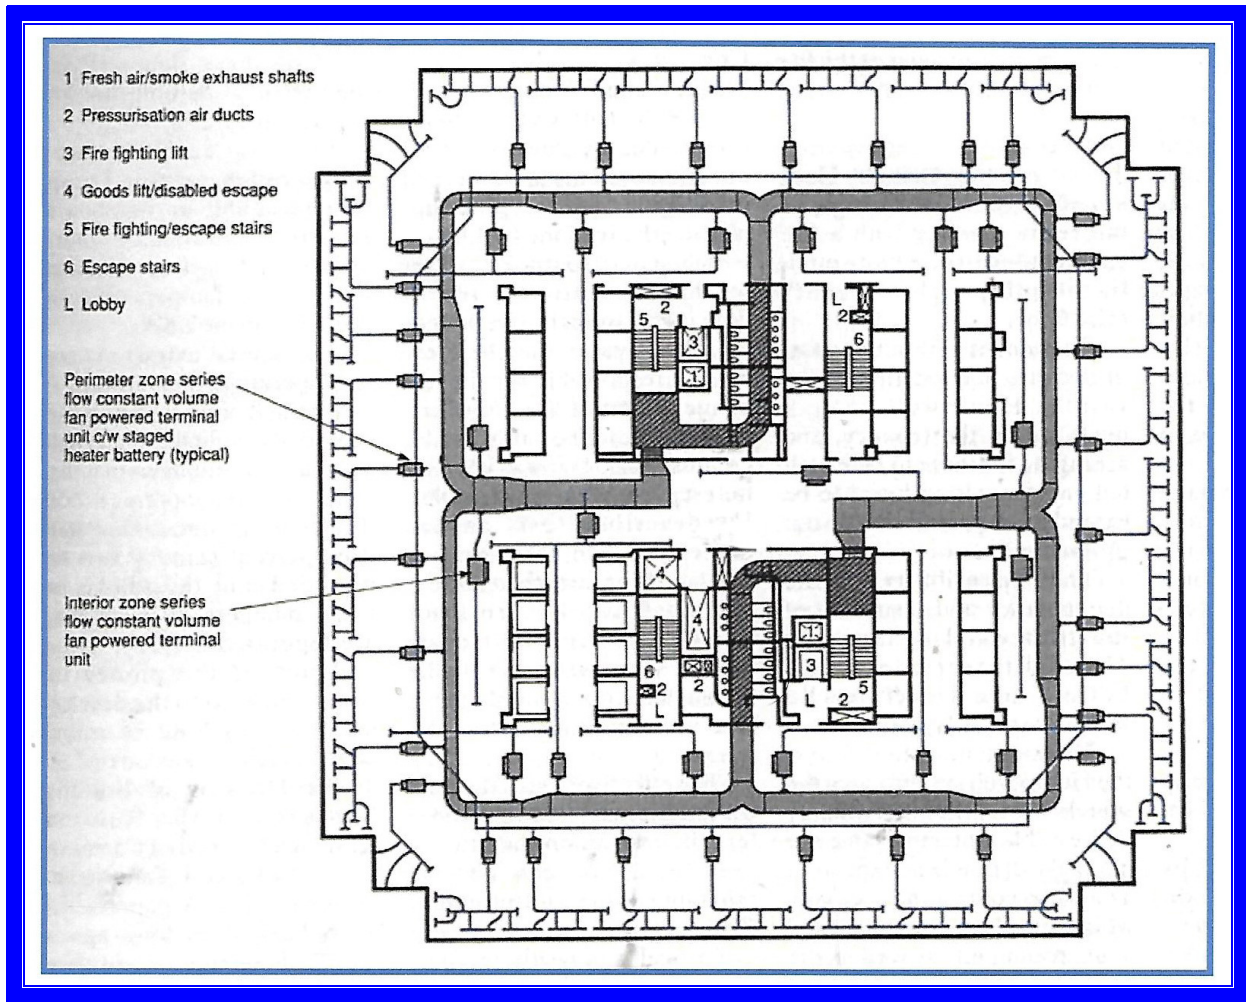 1 Fresh air/smoke exhaust shafts
2 Pressurisation air ducts
3 Fire fighting lift
4 Goods lift/disabled escape
5 Fire fighting/escape stairs
6 Escape stairs
L Lobby
Perimeter zone series
flow constant volume
fan powered terminal
unit c/w staged
heater battery (typical)
Interior zone series
flow constant volume
fan powered terminal
unit
2
5
3
1
L
2
6
4
6
2
2
L
1
3
5
L
2